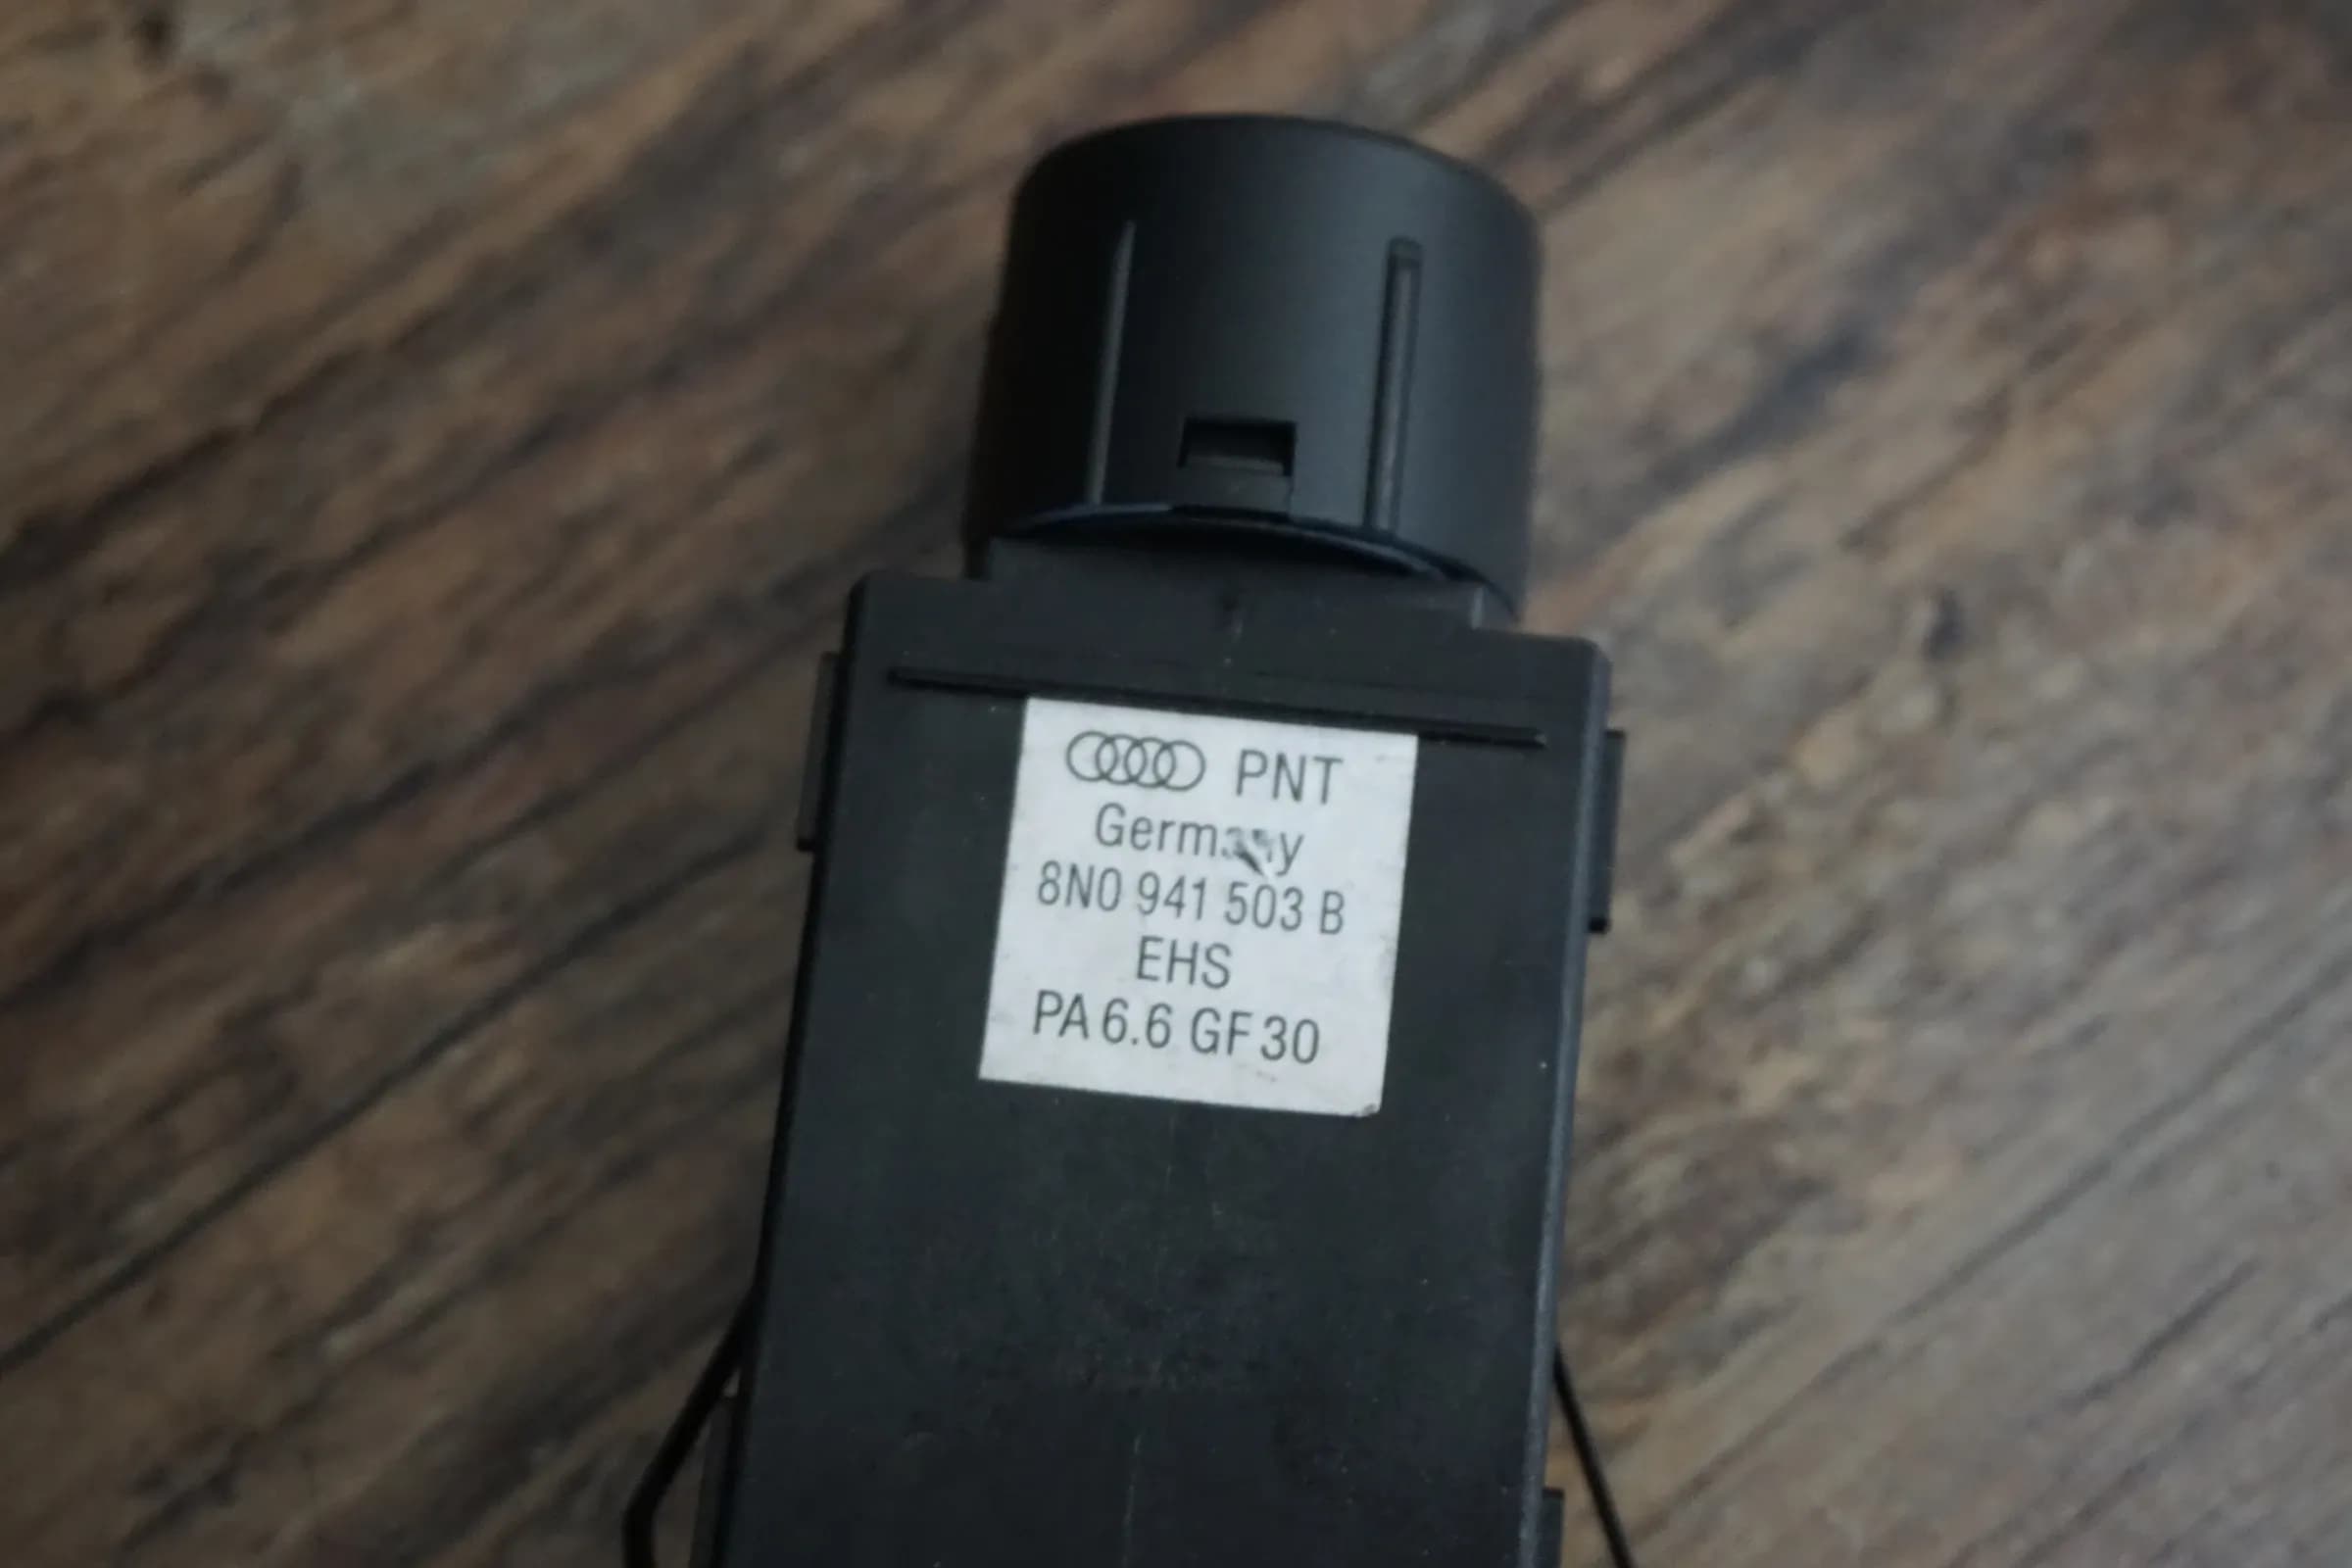 PNT
Germany
8N0 941 503 B
EHS
PA 6.6 GF 30